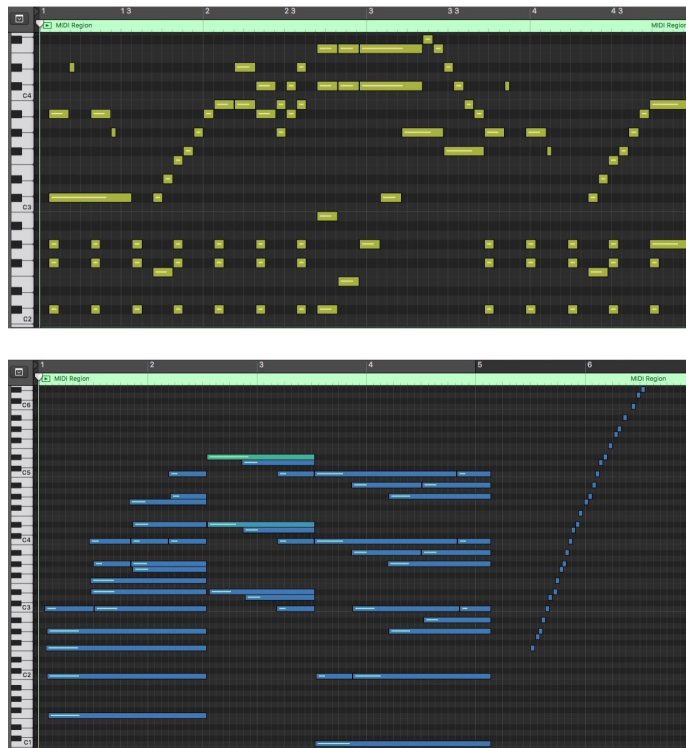 1 1 3 2 2 3 3 3 3 4 4 3
MIDI Region MIDI Region
C4
C3
C2
1 2 3 4 5 6
MIDI Region MIDI Region
C6
C5
C4
C3
C2
C1